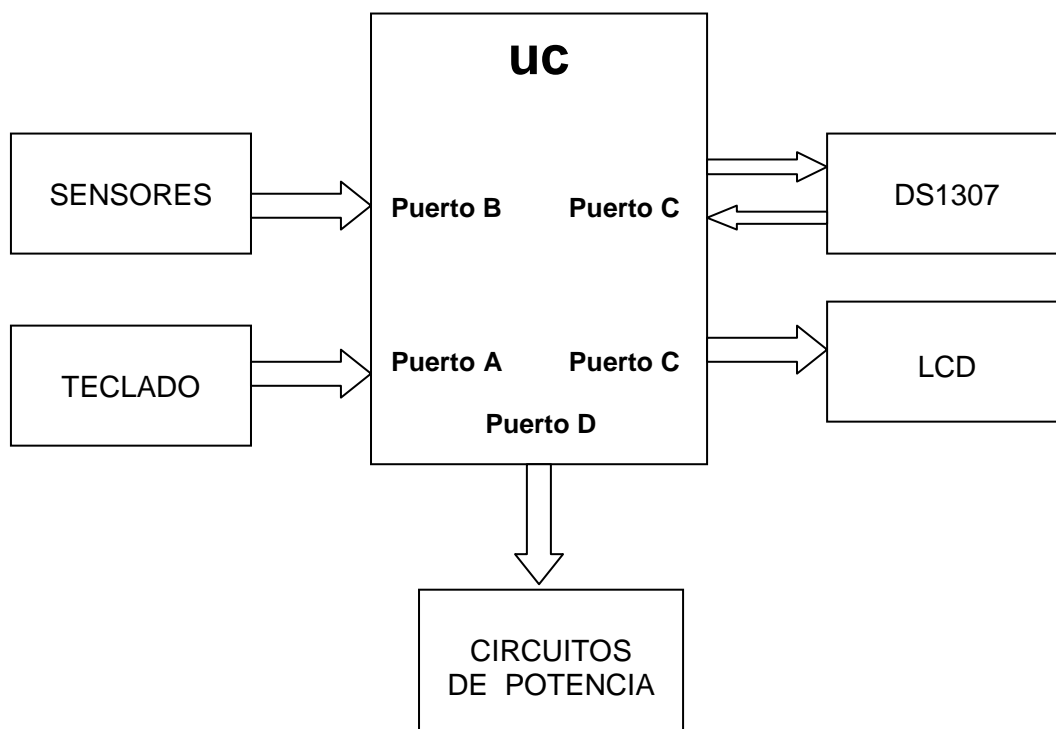 uc
SENSORES
Puerto B
Puerto C
DS1307
TECLADO
Puerto A
Puerto C
LCD
Puerto D
CIRCUITOS
DE POTENCIA